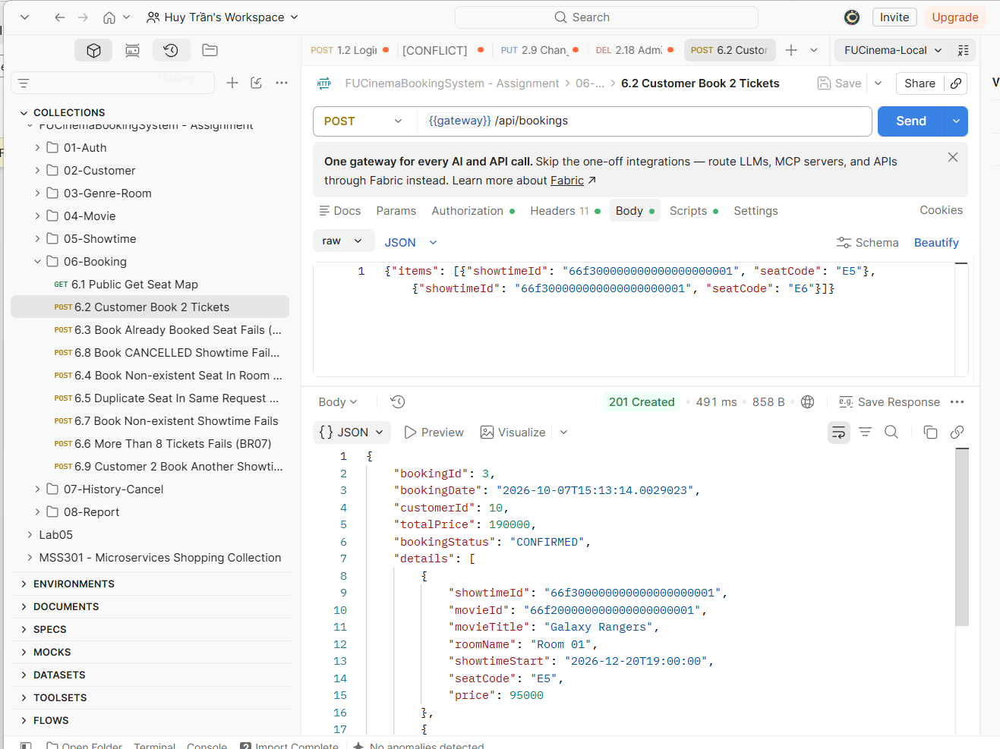 Huy Trần's Workspace
Search
Invite
Upgrade
POST 1.2 Login
[CONFLICT]
PUT 2.9 Chan
DEL 2.18 Admi
POST 6.2 Custor
FUCinema-Local
History
HTTP
FUCinemaBookingSystem - Assignment > 06-... > 6.2 Customer Book 2 Tickets
Save
Share
COLLECTIONS
FUCinemaBookingSystem - Assignment
01-Auth
02-Customer
03-Genre-Room
04-Movie
05-Showtime
06-Booking
GET 6.1 Public Get Seat Map
POST 6.2 Customer Book 2 Tickets
POST 6.3 Book Already Booked Seat Fails (...
POST 6.8 Book CANCELLED Showtime Fail...
POST 6.4 Book Non-existent Seat In Room ...
POST 6.5 Duplicate Seat In Same Request ...
POST 6.7 Book Non-existent Showtime Fails
POST 6.6 More Than 8 Tickets Fails (BR07)
POST 6.9 Customer 2 Book Another Showti...
07-History-Cancel
08-Report
Lab05
MSS301 - Microservices Shopping Collection
ENVIRONMENTS
DOCUMENTS
SPECS
MOCKS
DATASETS
TOOLSETS
FLOWS
POST
{{gateway}} /api/bookings
Send
One gateway for every AI and API call. Skip the one-off integrations — route LLMs, MCP servers, and APIs
through Fabric instead. Learn more about Fabric ↗
Docs
Params
Authorization
Headers 11
Body
Scripts
Settings
Cookies
raw
JSON
Schema
Beautify
1 {"items": [{"showtimeId": "66f300000000000000000001", "seatCode": "E5"},
{"showtimeId": "66f300000000000000000001", "seatCode": "E6"}]}
Body
201 Created
491 ms
858 B
e.g. Save Response
{} JSON
Preview
Visualize
1 {
2 "bookingId": 3,
3 "bookingDate": "2026-10-07T15:13:14.0029023",
4 "customerId": 10,
5 "totalPrice": 190000,
6 "bookingStatus": "CONFIRMED",
7 "details": [
8 {
9 "showtimeId": "66f300000000000000000001",
10 "movieId": "66f200000000000000000001",
11 "movieTitle": "Galaxy Rangers",
12 "roomName": "Room 01",
13 "showtimeStart": "2026-12-20T19:00:00",
14 "seatCode": "E5",
15 "price": 95000
16 },
17 {
Open Folder
Terminal
Console
2 Import Complete
No anomalies detected